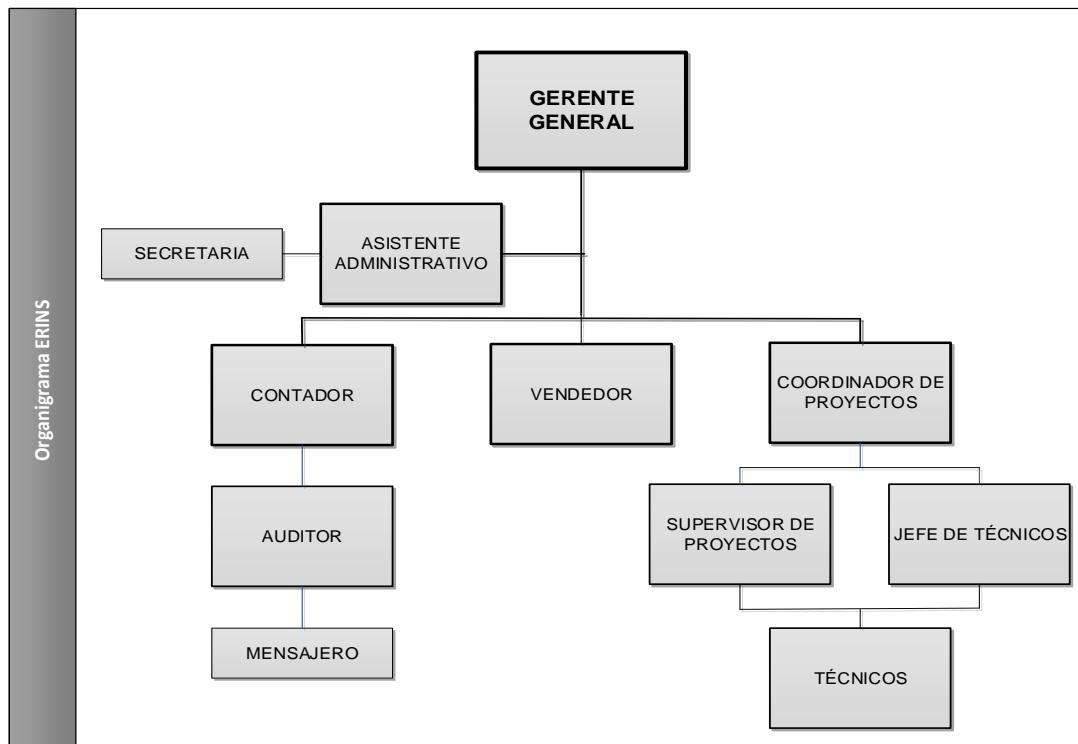 Organigrama ERINS
GERENTE
GENERAL
SECRETARIA
ASISTENTE
ADMINISTRATIVO
CONTADOR
VENDEDOR
COORDINADOR DE
PROYECTOS
AUDITOR
SUPERVISOR DE
PROYECTOS
JEFE DE TÉCNICOS
MENSAJERO
TÉCNICOS